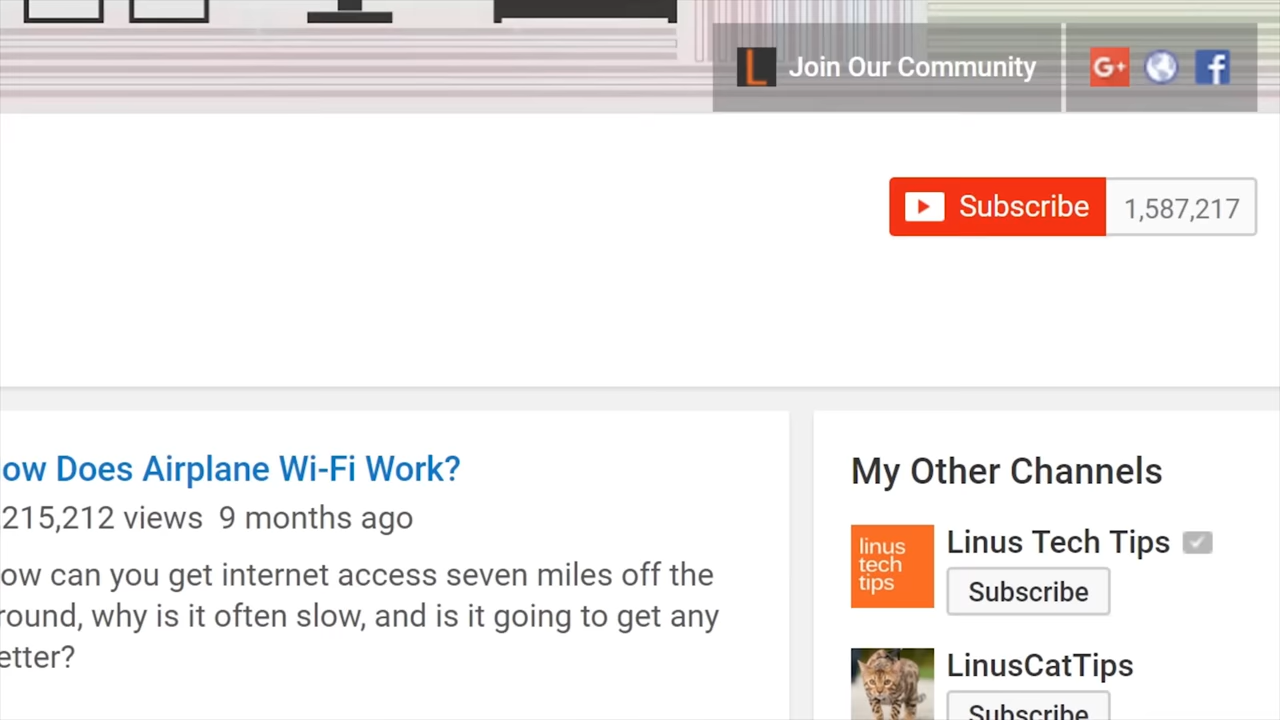 Join Our Community
G+
f
Subscribe 1,587,217
ow Does Airplane Wi-Fi Work?
,215,212 views 9 months ago
ow can you get internet access seven miles off the
round, why is it often slow, and is it going to get any
etter?
My Other Channels
linus
tech
tips
Linus Tech Tips
Subscribe
LinusCatTips
Subscribe